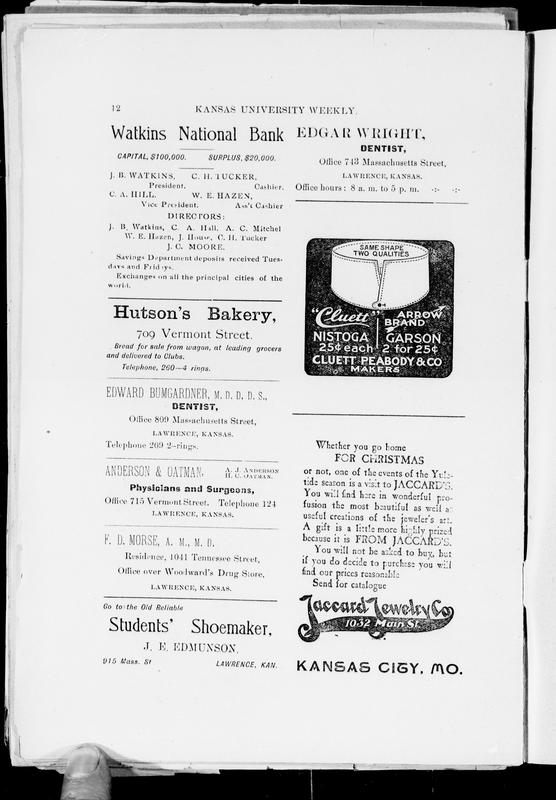 12 KANSAS UNIVERSITY WEEKLY.
Watkins National Bank
CAPITAL, $100,000. SURPLUS, $20,000.
J. B. WATKINS, C. H. TUCKER,
President. Cashier.
C. A. HILL, W. E. HAZEN,
Vice President. Ass't Cashier
DIRECTORS:
J. B. Watkins, C. A. Hill, A. C. Mitchel
W. E. Hazen, J. House, C. H. Tucker
J. C. MOORE.
Savings Department deposits received Tues-
days and Fridays.
Exchanges on all the principal cities of the
world.
Hutson's Bakery,
709 Vermont Street.
Bread for sale from wagon, at leading grocers
and delivered to Clubs.
Telephone, 260—4 rings.
EDWARD BUMGARDNER, M. D. D. D. S.,
DENTIST,
Office 809 Massachusetts Street,
LAWRENCE, KANSAS.
Telephone 209 2-rings.
ANDERSON & OATMAN. A. J. ANDERSON
H. C. OATMAN.
Physicians and Surgeons,
Office 715 Vermont Street. Telephone 124
LAWRENCE, KANSAS.
F. D. MORSE, A. M., M. D.
Residence, 1041 Tennessee Street,
Office over Woodward's Drug Store,
LAWRENCE, KANSAS.
Go to the Old Reliable
Students' Shoemaker,
J. E. EDMUNSON,
915 Mass. St LAWRENCE, KAN.
EDGAR WRIGHT,
DENTIST,
Office 743 Massachusetts Street,
LAWRENCE, KANSAS.
Office hours: 8 a. m. to 5 p. m. -:- -:-
SAME SHAPE
TWO QUALITIES
"Cluett" ARROW
BRAND
NISTOGA GARSON
25¢ each 2 for 25¢
CLUETT PEABODY & CO
MAKERS
Whether you go home
FOR CHRISTMAS
or not, one of the events of the Yule-
tide season is a visit to JACCARD'S.
You will find here in wonderful pro-
fusion the most beautiful as well as
useful creations of the jeweler's art.
A gift is a little more highly prized
because it is FROM JACCARD'S.
You will not be asked to buy, but
if you do decide to purchase you will
find our prices reasonable
Send for catalogue
Jaccard Jewelry Co
1032 Main St.
KANSAS CIGY, MO.